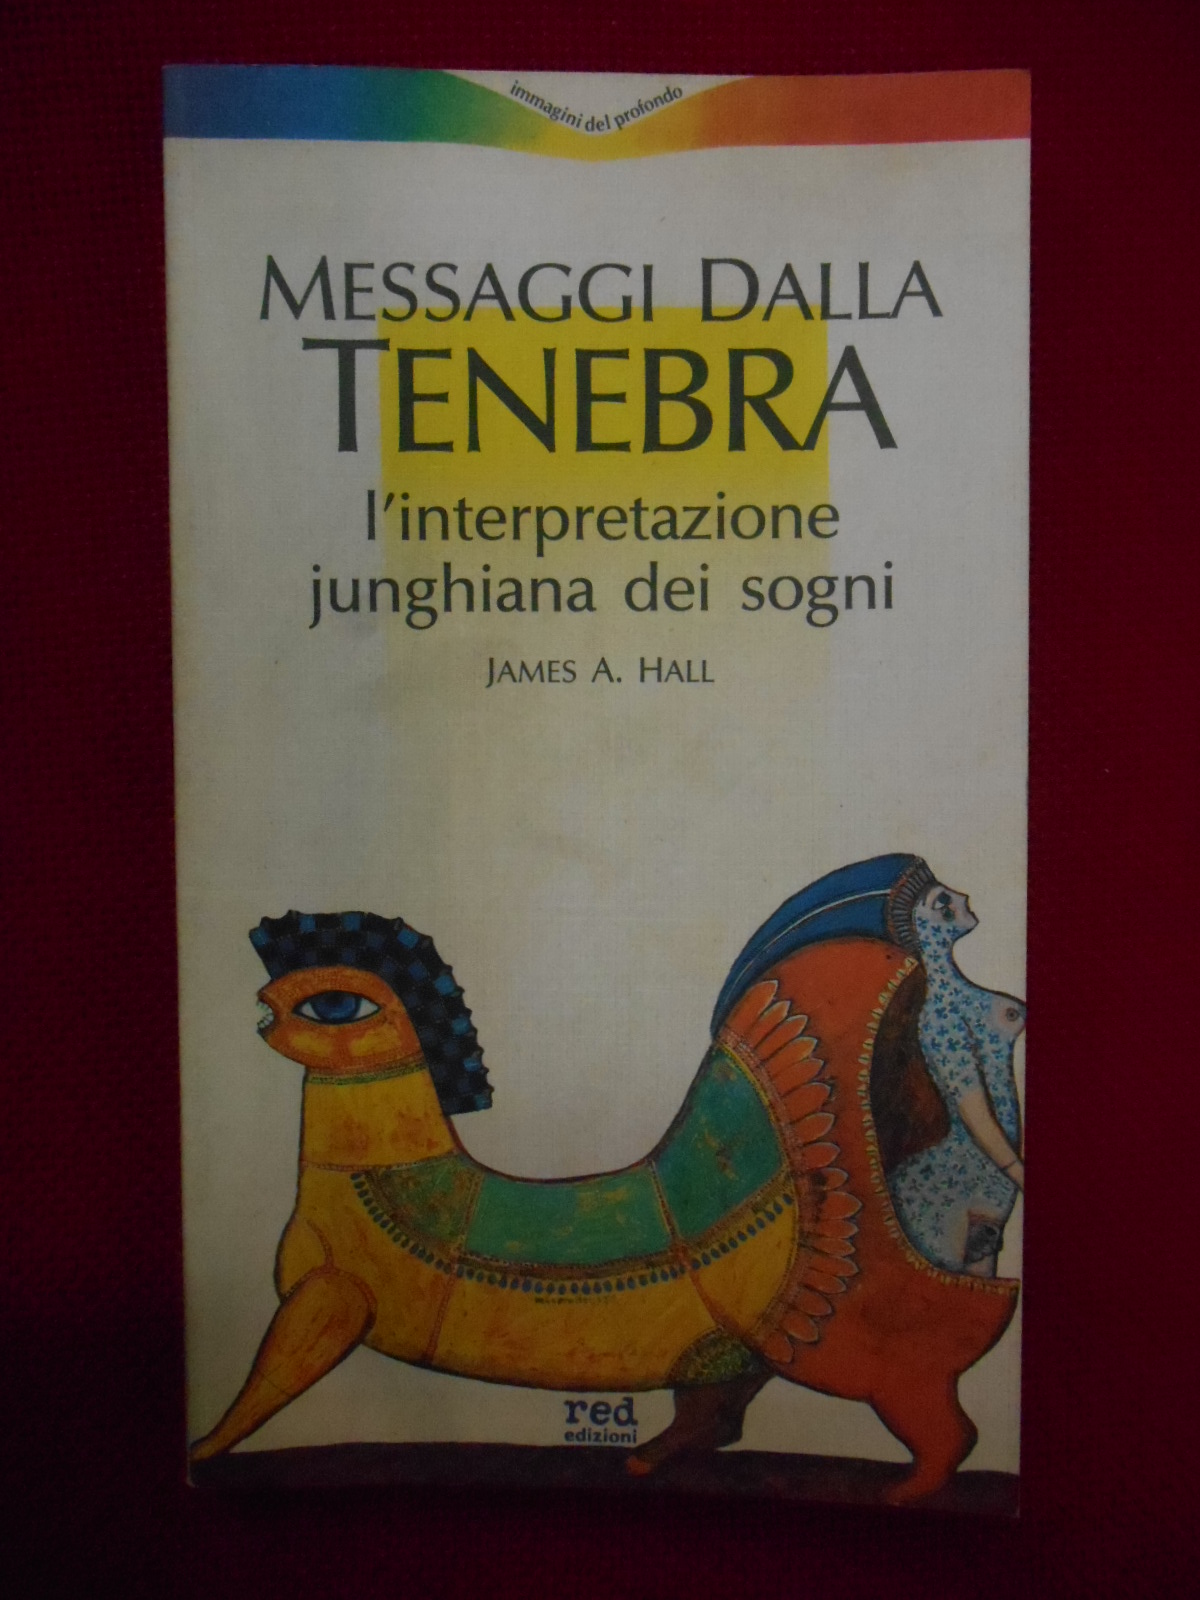 immagini del profondo
MESSAGGI DALLA
TENEBRA
l'interpretazione
junghiana dei sogni
JAMES A. HALL
red
edizioni